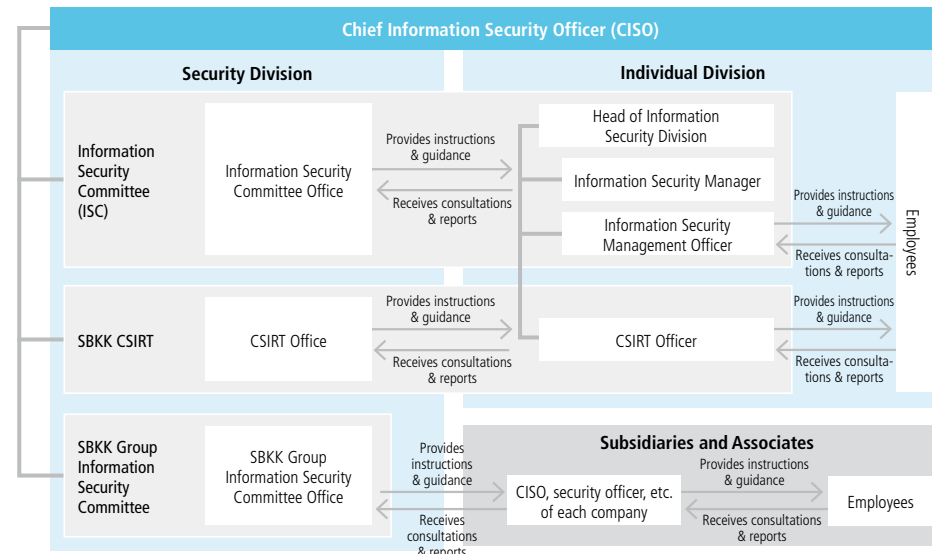 Chief Information Security Officer (CISO)
Security Division
Individual Division
Information
Security
Committee
(ISC)
Information Security
Committee Office
Provides instructions
& guidance
Receives consultations
& reports
Head of Information
Security Division
Information Security Manager
Information Security
Management Officer
Provides instructions
& guidance
Receives consulta-
tions & reports
Employees
SBKK CSIRT
CSIRT Office
Provides instructions
& guidance
Receives consultations
& reports
CSIRT Officer
Provides instructions
& guidance
Receives consulta-
tions & reports
SBKK Group
Information
Security
Committee
SBKK Group
Information Security
Committee Office
Provides
instructions
& guidance
Receives
consultations
& reports
Subsidiaries and Associates
CISO, security officer, etc.
of each company
Provides instructions
& guidance
Receives consultations
& reports
Employees